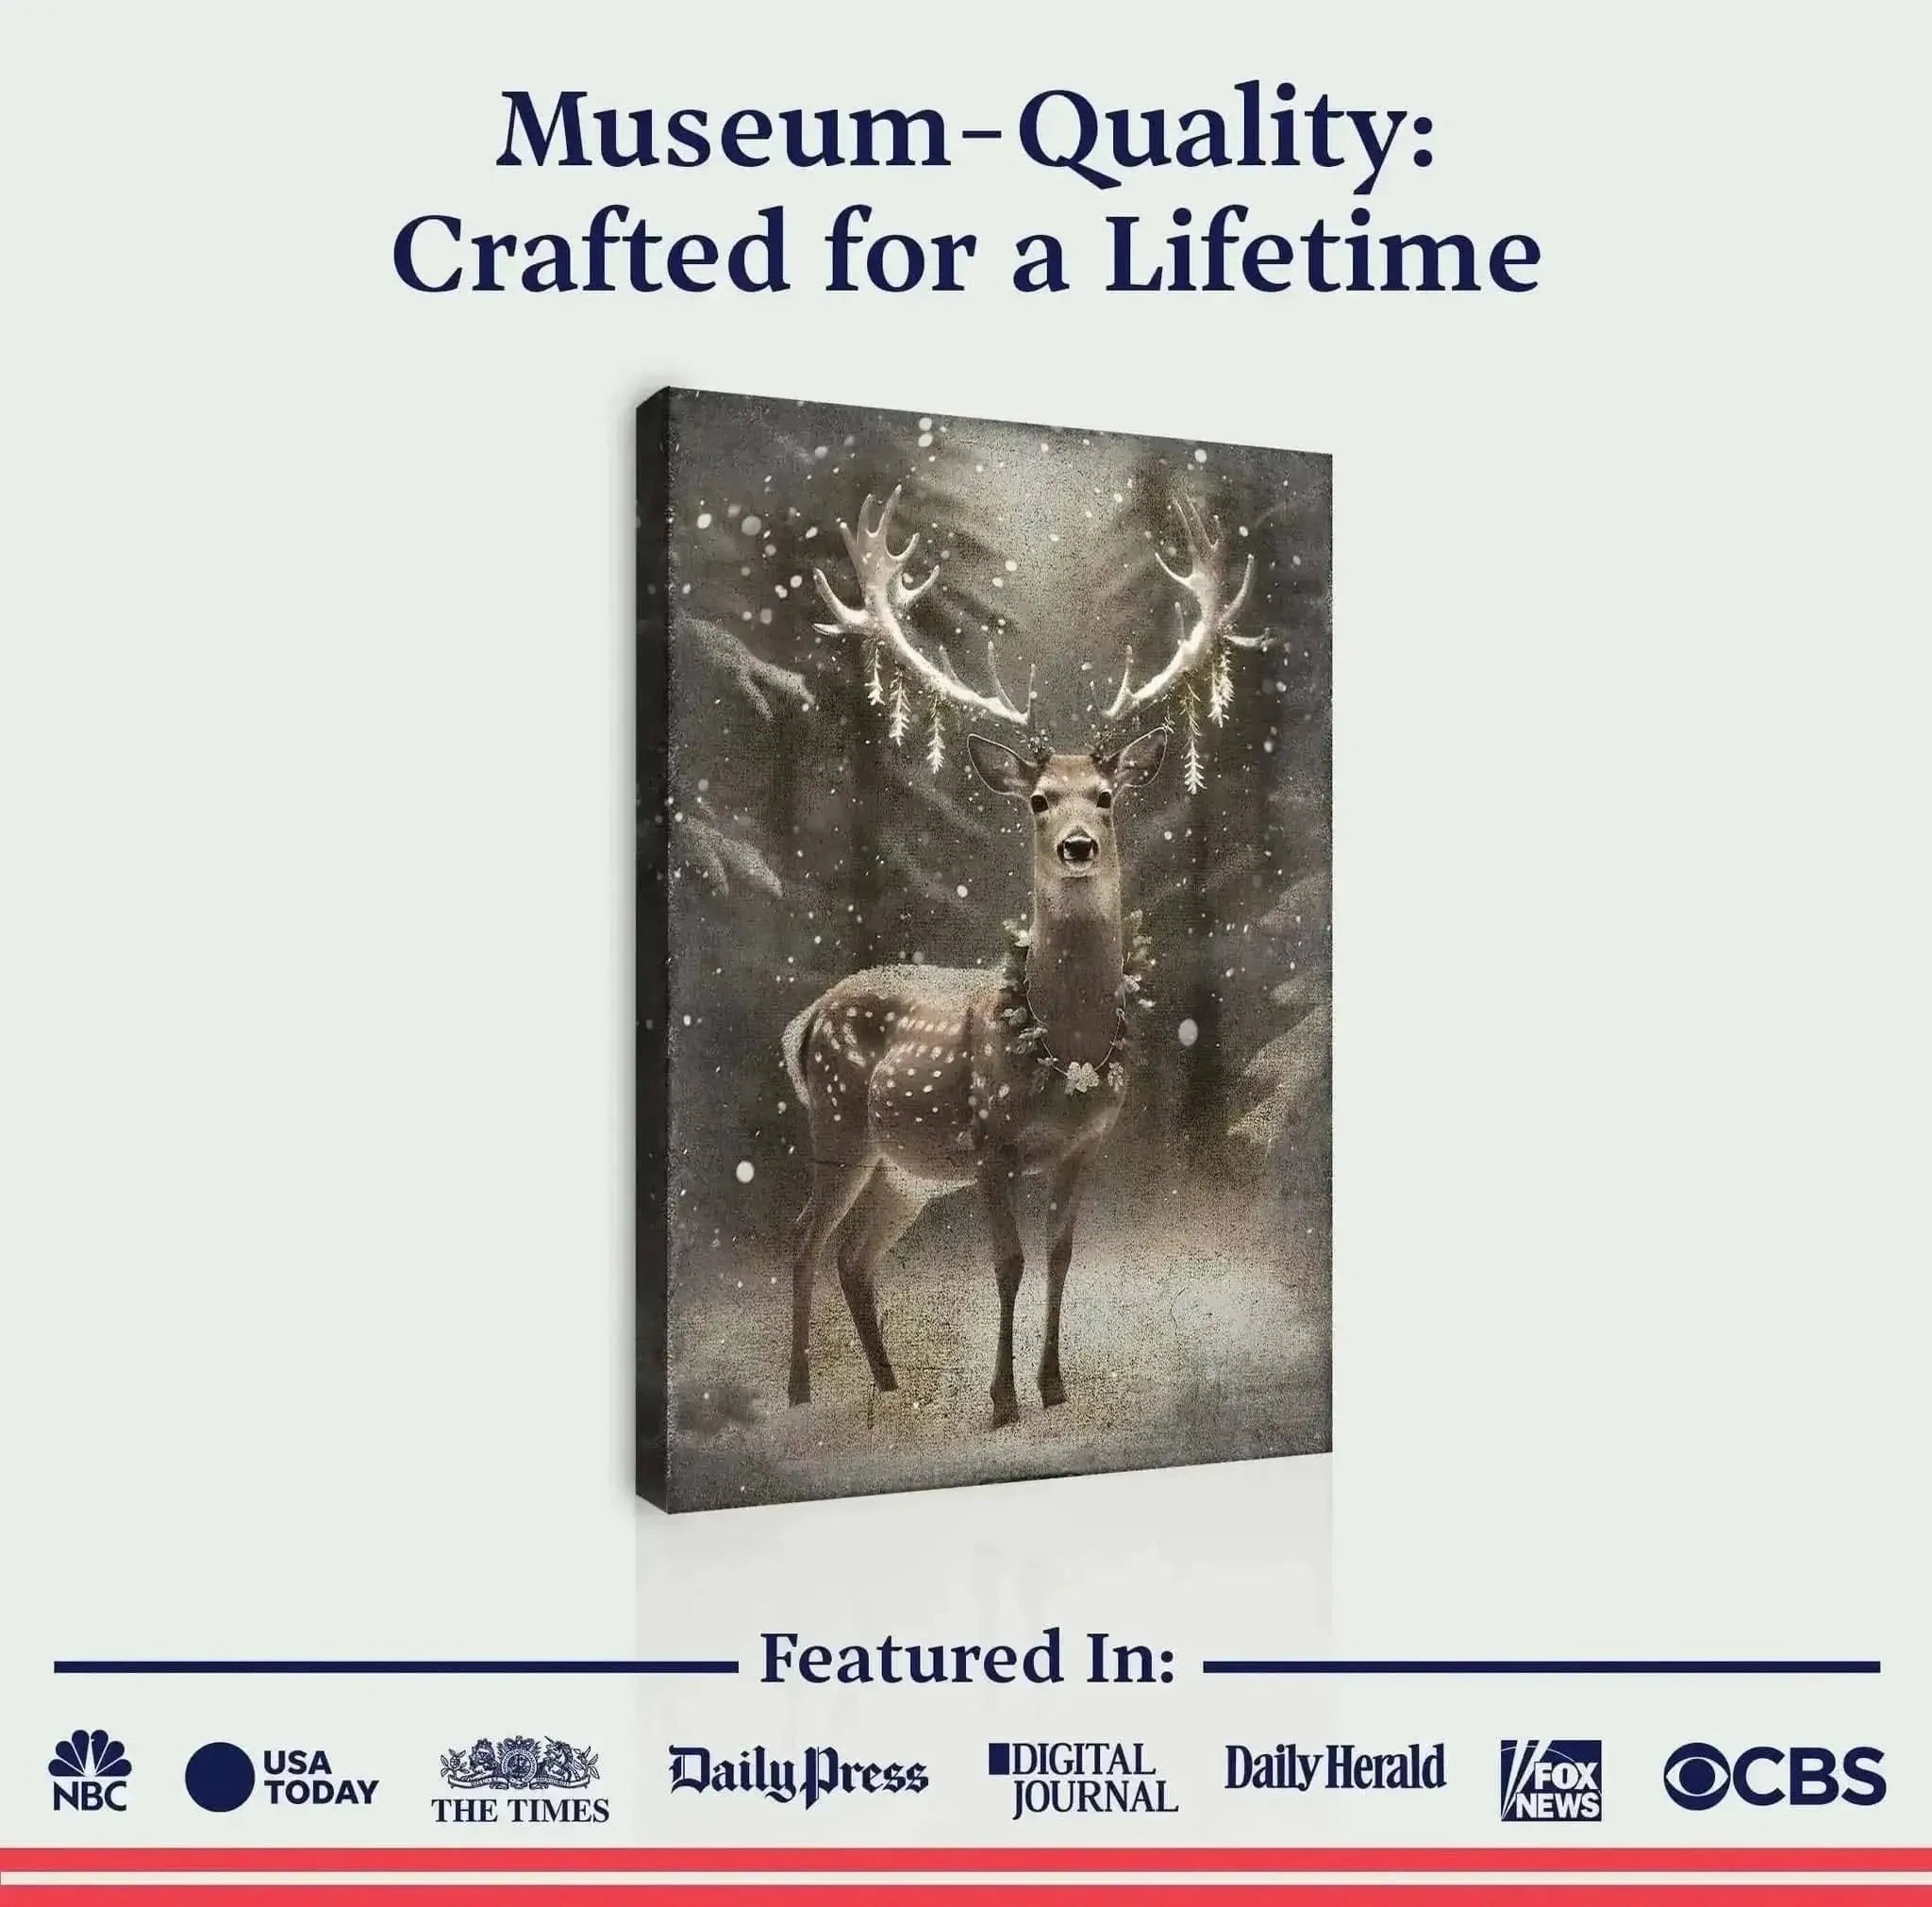 Museum-Quality:
Crafted for a Lifetime
Featured In:
NBC
USA
TODAY
THE TIMES
Daily Press
DIGITAL
JOURNAL
Daily Herald
FOX
NEWS
CBS